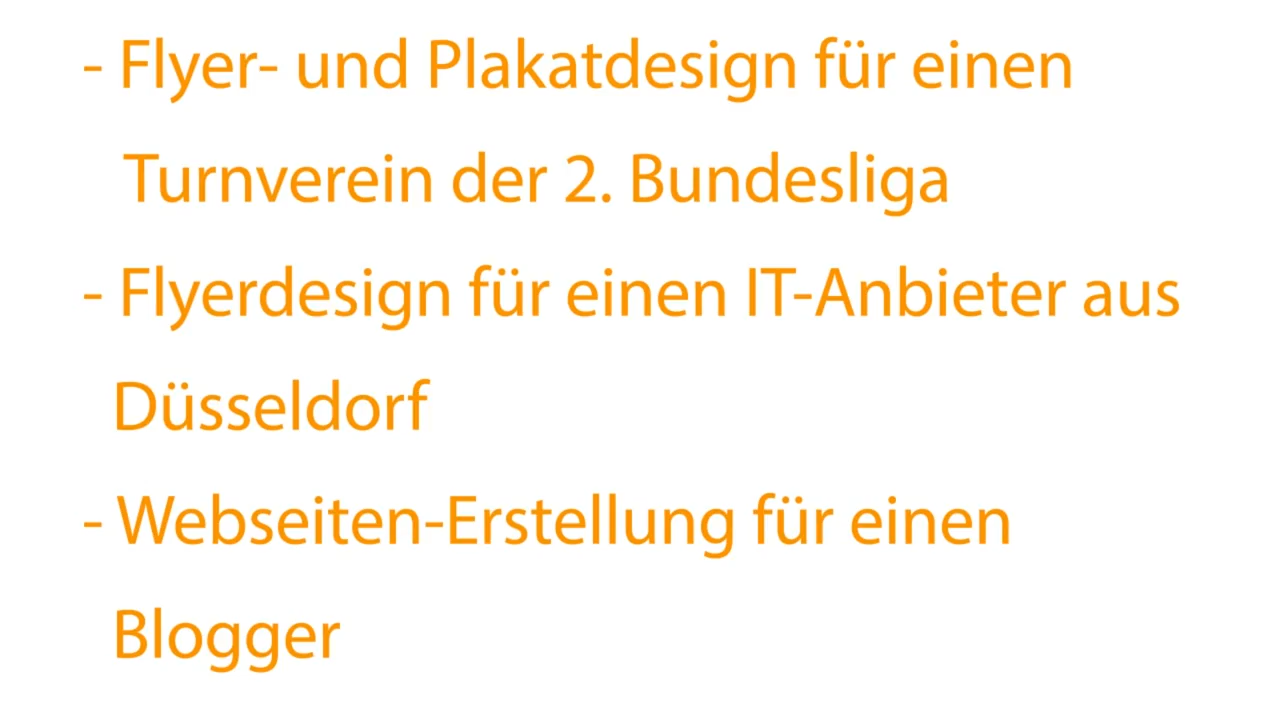 - Flyer- und Plakatdesign für einen
Turnverein der 2. Bundesliga
- Flyerdesign für einen IT-Anbieter aus
Düsseldorf
- Webseiten-Erstellung für einen
Blogger